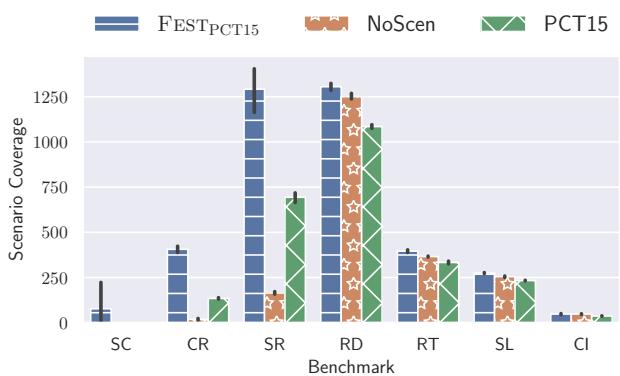 FEST_PCT15 NoScen PCT15
Scenario Coverage
1250
1000
750
500
250
0
SC CR SR RD RT SL CI
Benchmark